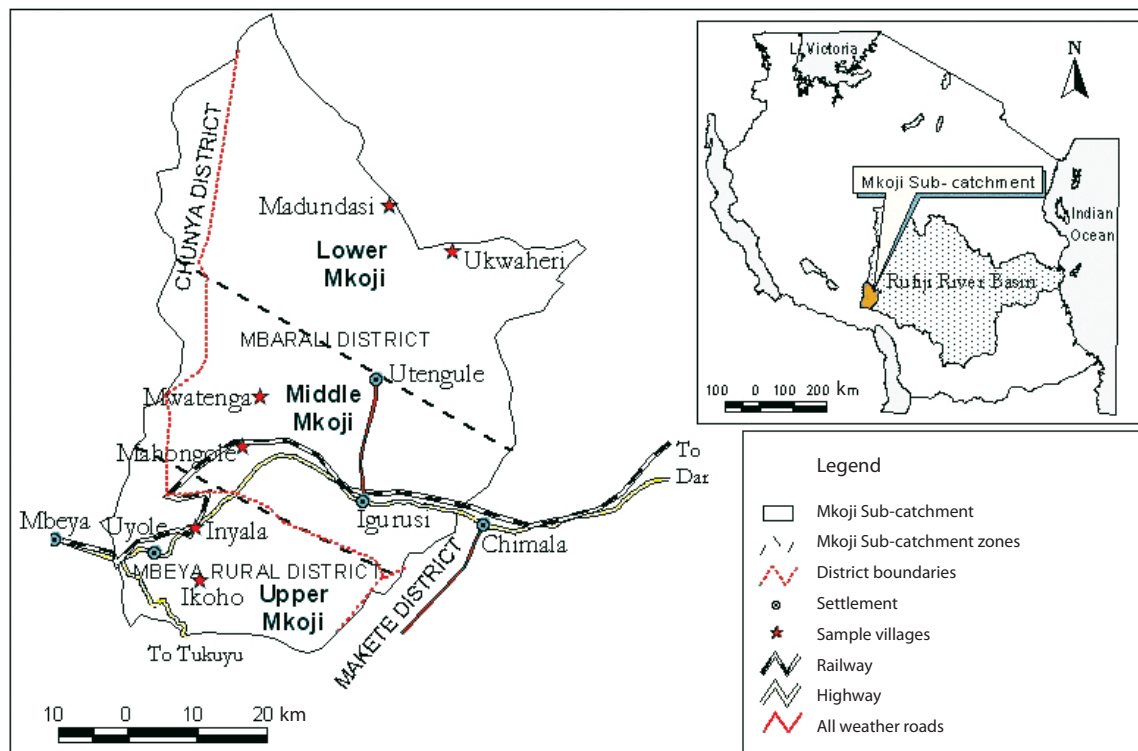 CHUNYA DISTRICT
Madundasi
Lower
Mkoji
Ukwaheri
MBARALI DISTRICT
Utengule
Mwatenga
Middle
Mkoji
Mahongole
To
Dar
Mbeya
Uyole
Inyala
Igurusi
Chimala
MBEYA RURAL DISTRICT
Ikoho
Upper
Mkoji
MAKETE DISTRICT
To Tukuyu
10 0 10 20 km
L. Victoria
N
Mkoji Sub- catchment
Indian
Ocean
Rufiji River Basin
100 0 100 200 km
Legend
Mkoji Sub-catchment
Mkoji Sub-catchment zones
District boundaries
Settlement
Sample villages
Railway
Highway
All weather roads